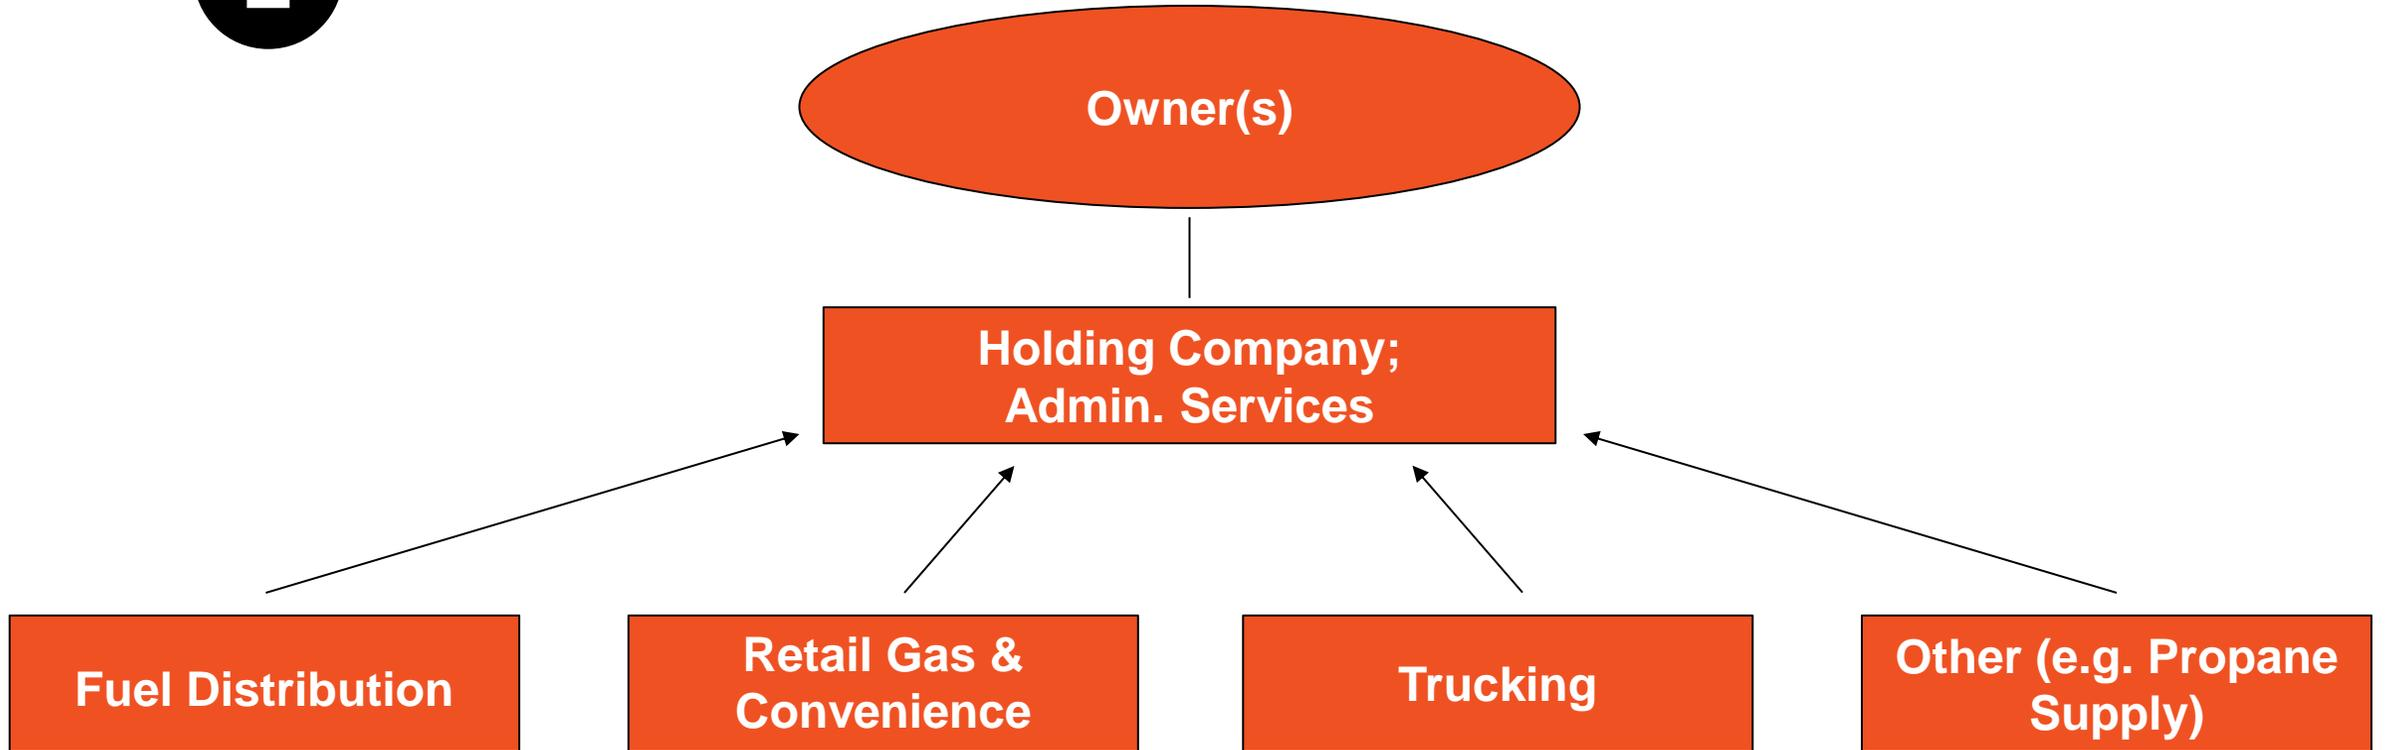 Owner(s)
Holding Company;
Admin. Services
Fuel Distribution
Retail Gas &
Convenience
Trucking
Other (e.g. Propane
Supply)